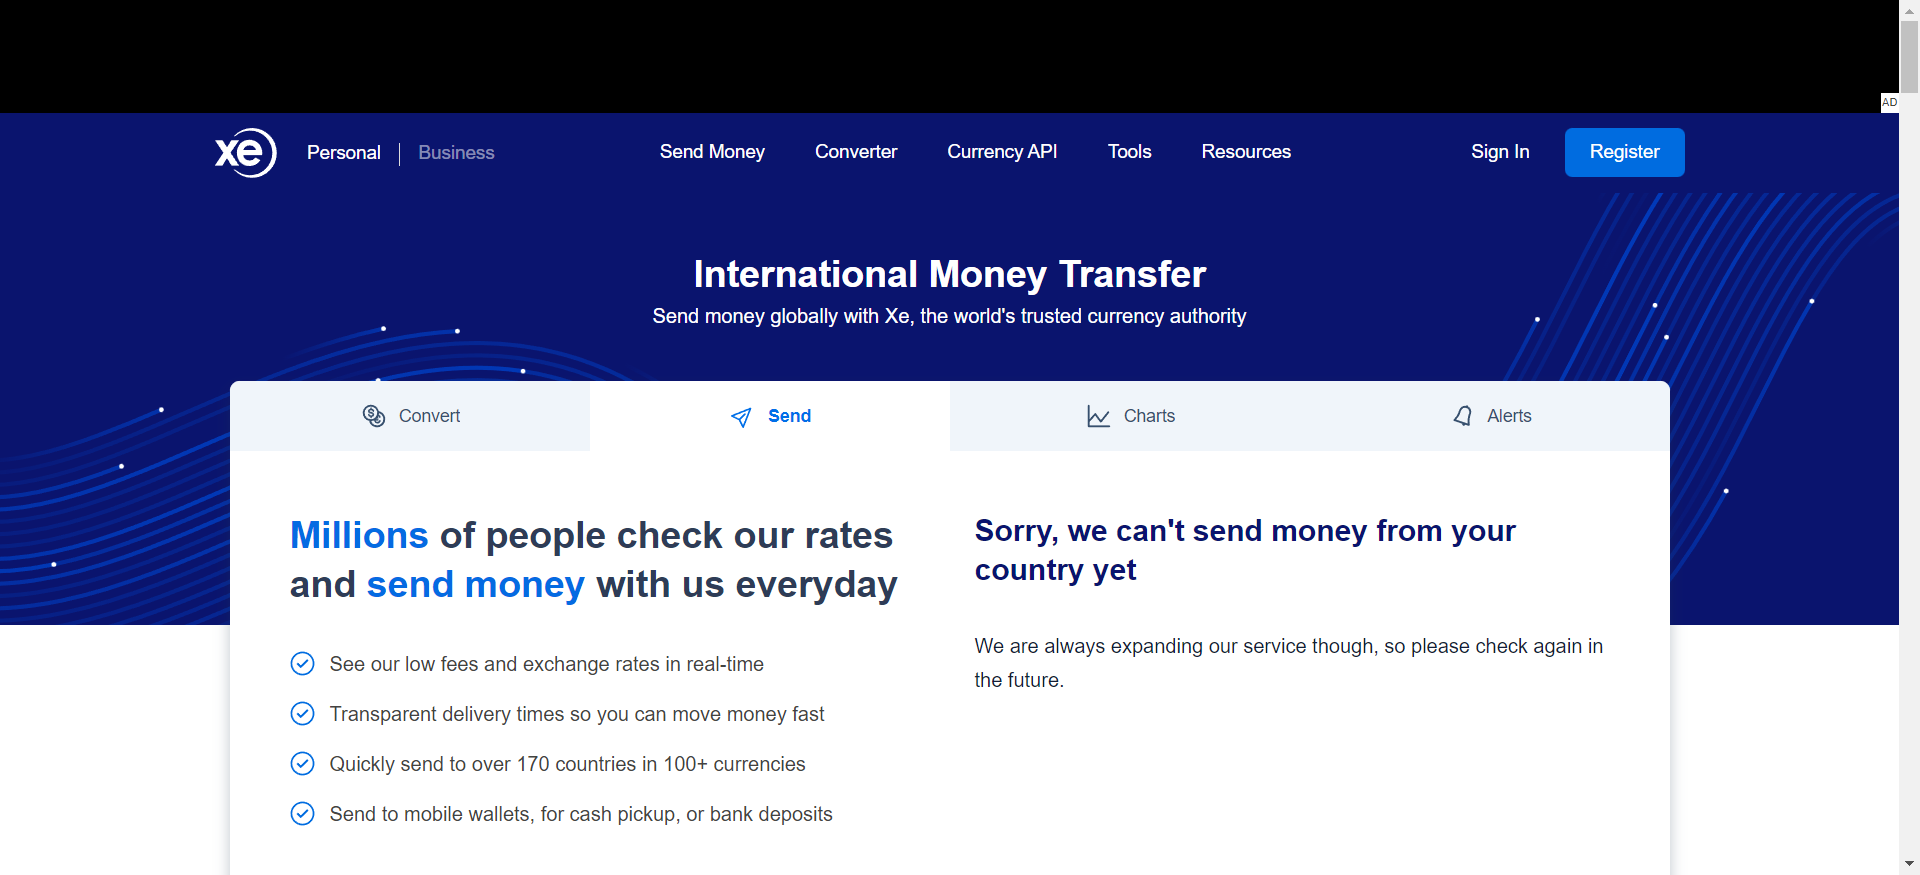 AD
xe
Personal
Business
Send Money
Converter
Currency API
Tools
Resources
Sign In
Register
International Money Transfer
Send money globally with Xe, the world's trusted currency authority
Convert
Send
Charts
Alerts
Millions of people check our rates
and send money with us everyday
See our low fees and exchange rates in real-time
Transparent delivery times so you can move money fast
Quickly send to over 170 countries in 100+ currencies
Send to mobile wallets, for cash pickup, or bank deposits
Sorry, we can't send money from your
country yet
We are always expanding our service though, so please check again in
the future.